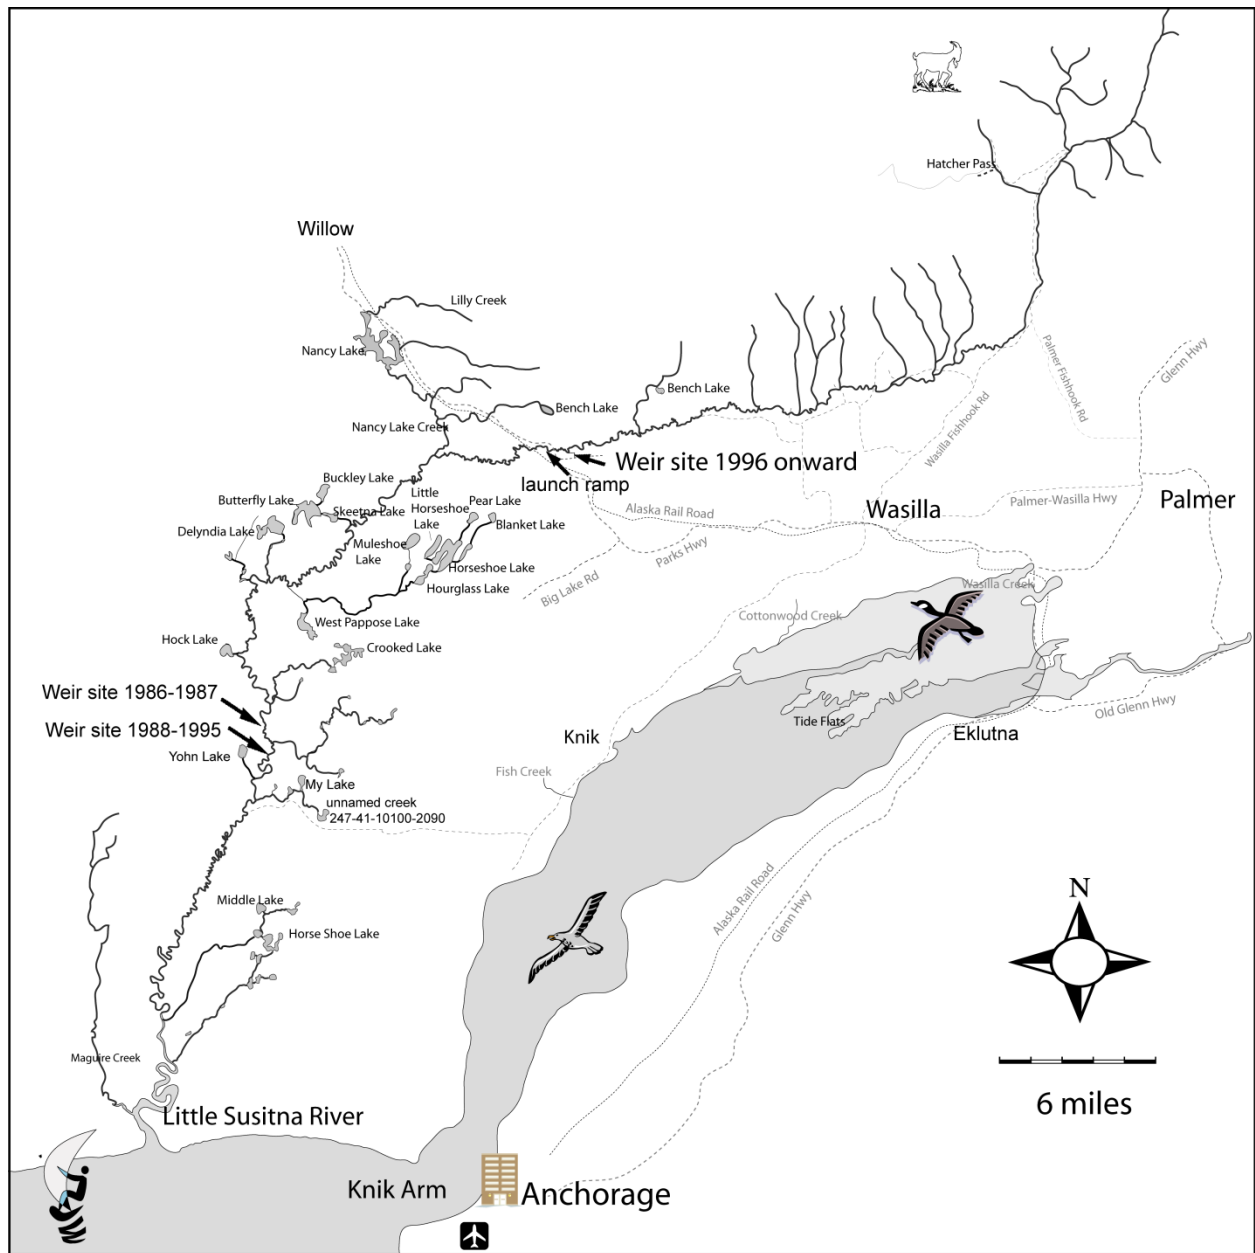 Hatcher Pass
Willow
Lilly Creek
Nancy Lake
Glenn Hwy
Palmer Fishhook Rd
Bench Lake
Bench Lake
Wasilla Fishhook Rd
Nancy Lake Creek
Weir site 1996 onward
launch ramp
Buckley Lake
Butterfly Lake
Skeetna Lake
Delyndia Lake
Little
Horseshoe
Lake
Pear Lake
Blanket Lake
Muleshoe
Lake
Horseshoe Lake
Hourglass Lake
Alaska Rail Road
Parks Hwy
Big Lake Rd
Wasilla
Palmer-Wasilla Hwy
Palmer
Wasilla Creek
Cottonwood Creek
West Pappose Lake
Hock Lake
Crooked Lake
Weir site 1986-1987
Weir site 1988-1995
Yohn Lake
My Lake
unnamed creek
247-41-10100-2090
Tide Flats
Old Glenn Hwy
Eklutna
Knik
Fish Creek
Middle Lake
Horse Shoe Lake
Alaska Rail Road
Glenn Hwy
N
Maguire Creek
Little Susitna River
6 miles
Knik Arm
Anchorage